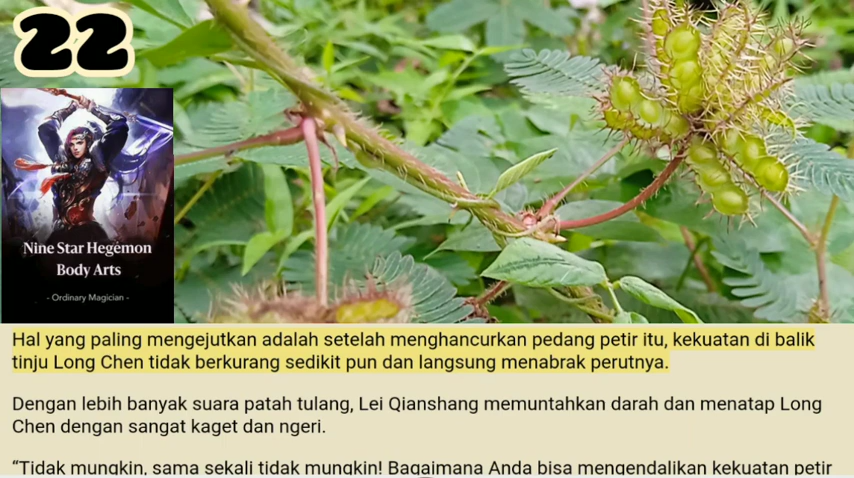 22
Nine Star Hegemon
Body Arts
- Ordinary Magician -
Hal yang paling mengejutkan adalah setelah menghancurkan pedang petir itu, kekuatan di balik
tinju Long Chen tidak berkurang sedikit pun dan langsung menabrak perutnya.
Dengan lebih banyak suara patah tulang, Lei Qianshang memuntahkan darah dan menatap Long
Chen dengan sangat kaget dan ngeri.
“Tidak mungkin, sama sekali tidak mungkin! Bagaimana Anda bisa mengendalikan kekuatan petir